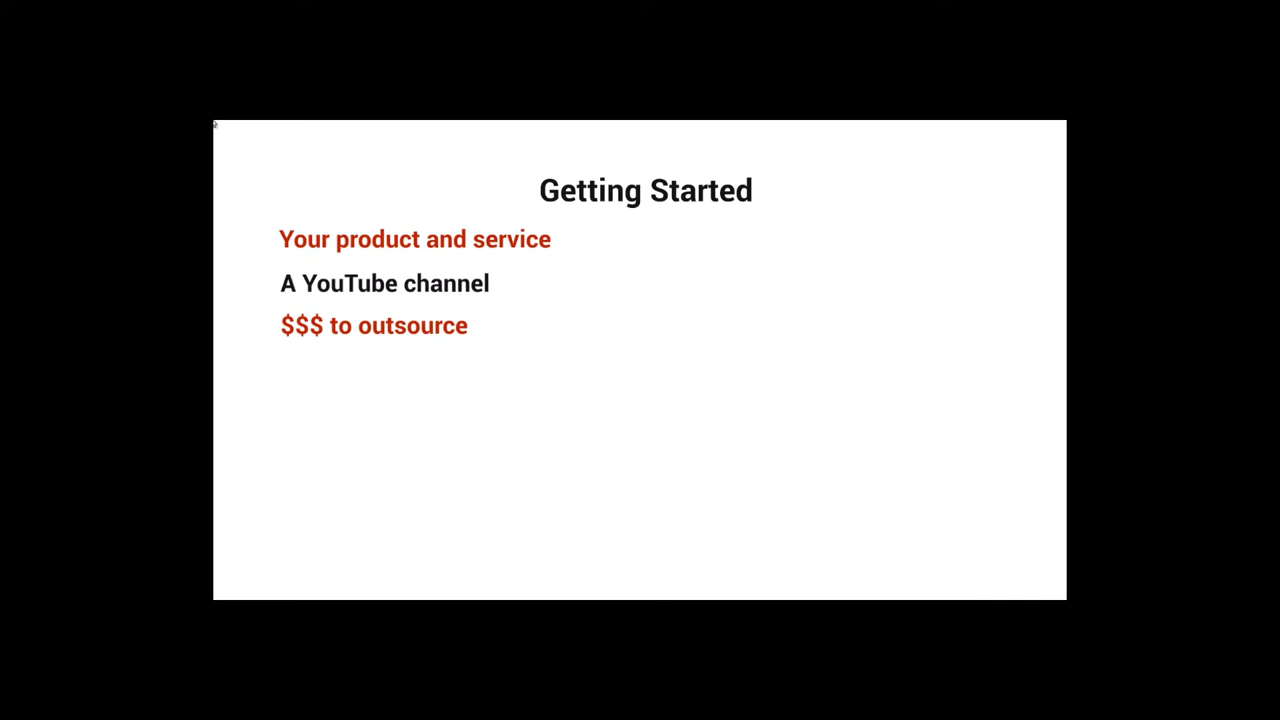 Getting Started
Your product and service
A YouTube channel
$$$ to outsource